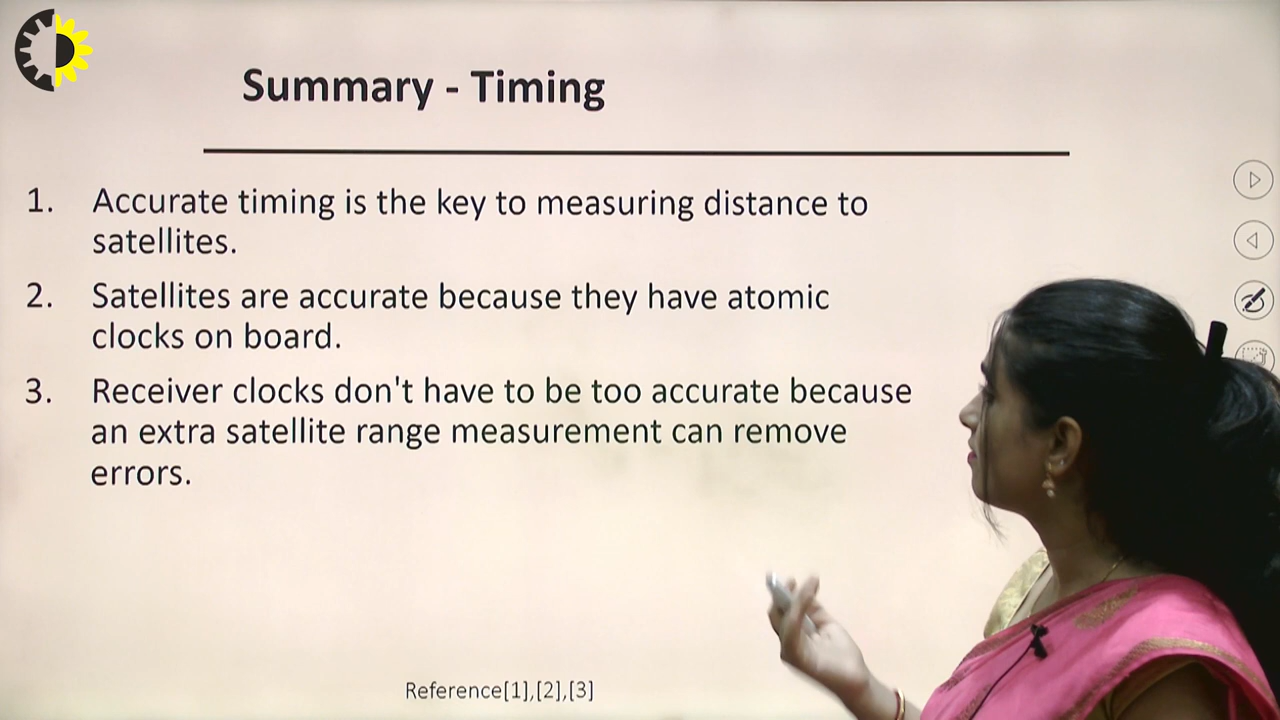 Summary - Timing
1. Accurate timing is the key to measuring distance to
satellites.
2. Satellites are accurate because they have atomic
clocks on board.
3. Receiver clocks don't have to be too accurate because
an extra satellite range measurement can remove
errors.
Reference[1],[2],[3]